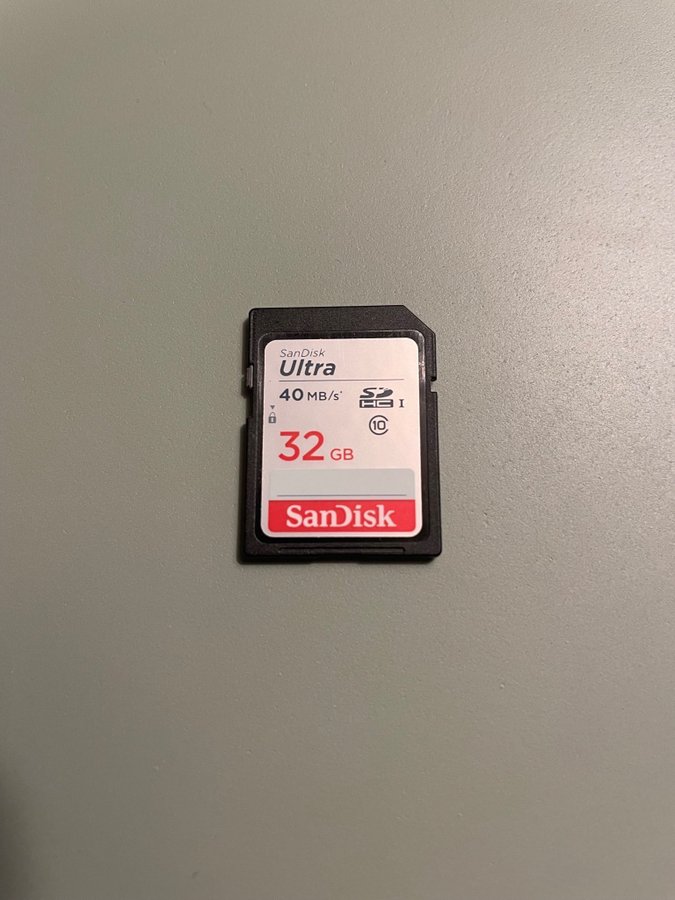 SanDisk
Ultra
40 MB/s*
SD HC I
10
32 GB
SanDisk